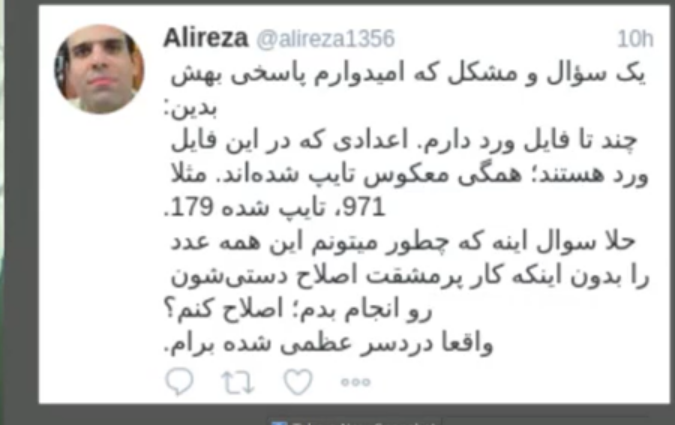 Alireza @alireza1356 10h
یک سؤال و مشکل که امیدوارم پاسخی بهش
بدین:
چند تا فایل ورد دارم. اعدادی که در این فایل
ورد هستند؛ همگی معکوس تایپ شده‌اند. مثلا
971، تایپ شده 179.
حلا سوال اینه که چطور میتونم این همه عدد
را بدون اینکه کار پرمشقت اصلاح دستی‌شون
رو انجام بدم؛ اصلاح کنم؟
واقعا دردسر عظمی شده برام.